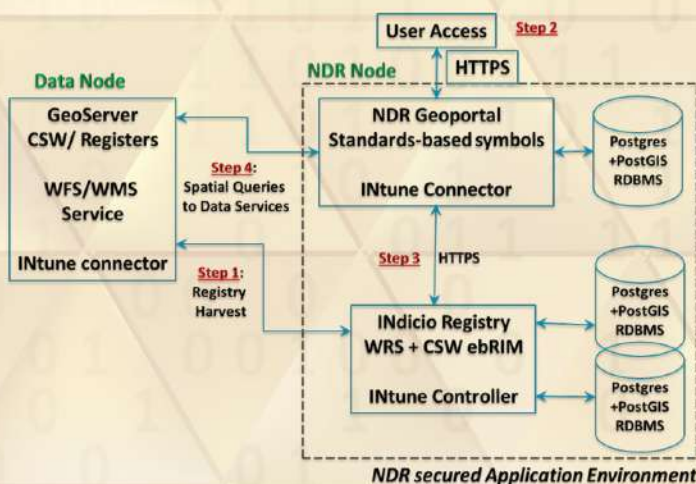 User Access
Step 2
HTTPS
Data Node
NDR Node
GeoServer
CSW/ Registers
WFS/WMS
Service
INtune connector
NDR Geoportal
Standards-based symbols
INtune Connector
Postgres
+PostGIS
RDBMS
Step 4:
Spatial Queries
to Data Services
Step 3 HTTPS
Step 1:
Registry
Harvest
INdicio Registry
WRS + CSW ebRIM
INtune Controller
Postgres
+PostGIS
RDBMS
Postgres
+PostGIS
RDBMS
NDR secured Application Environment